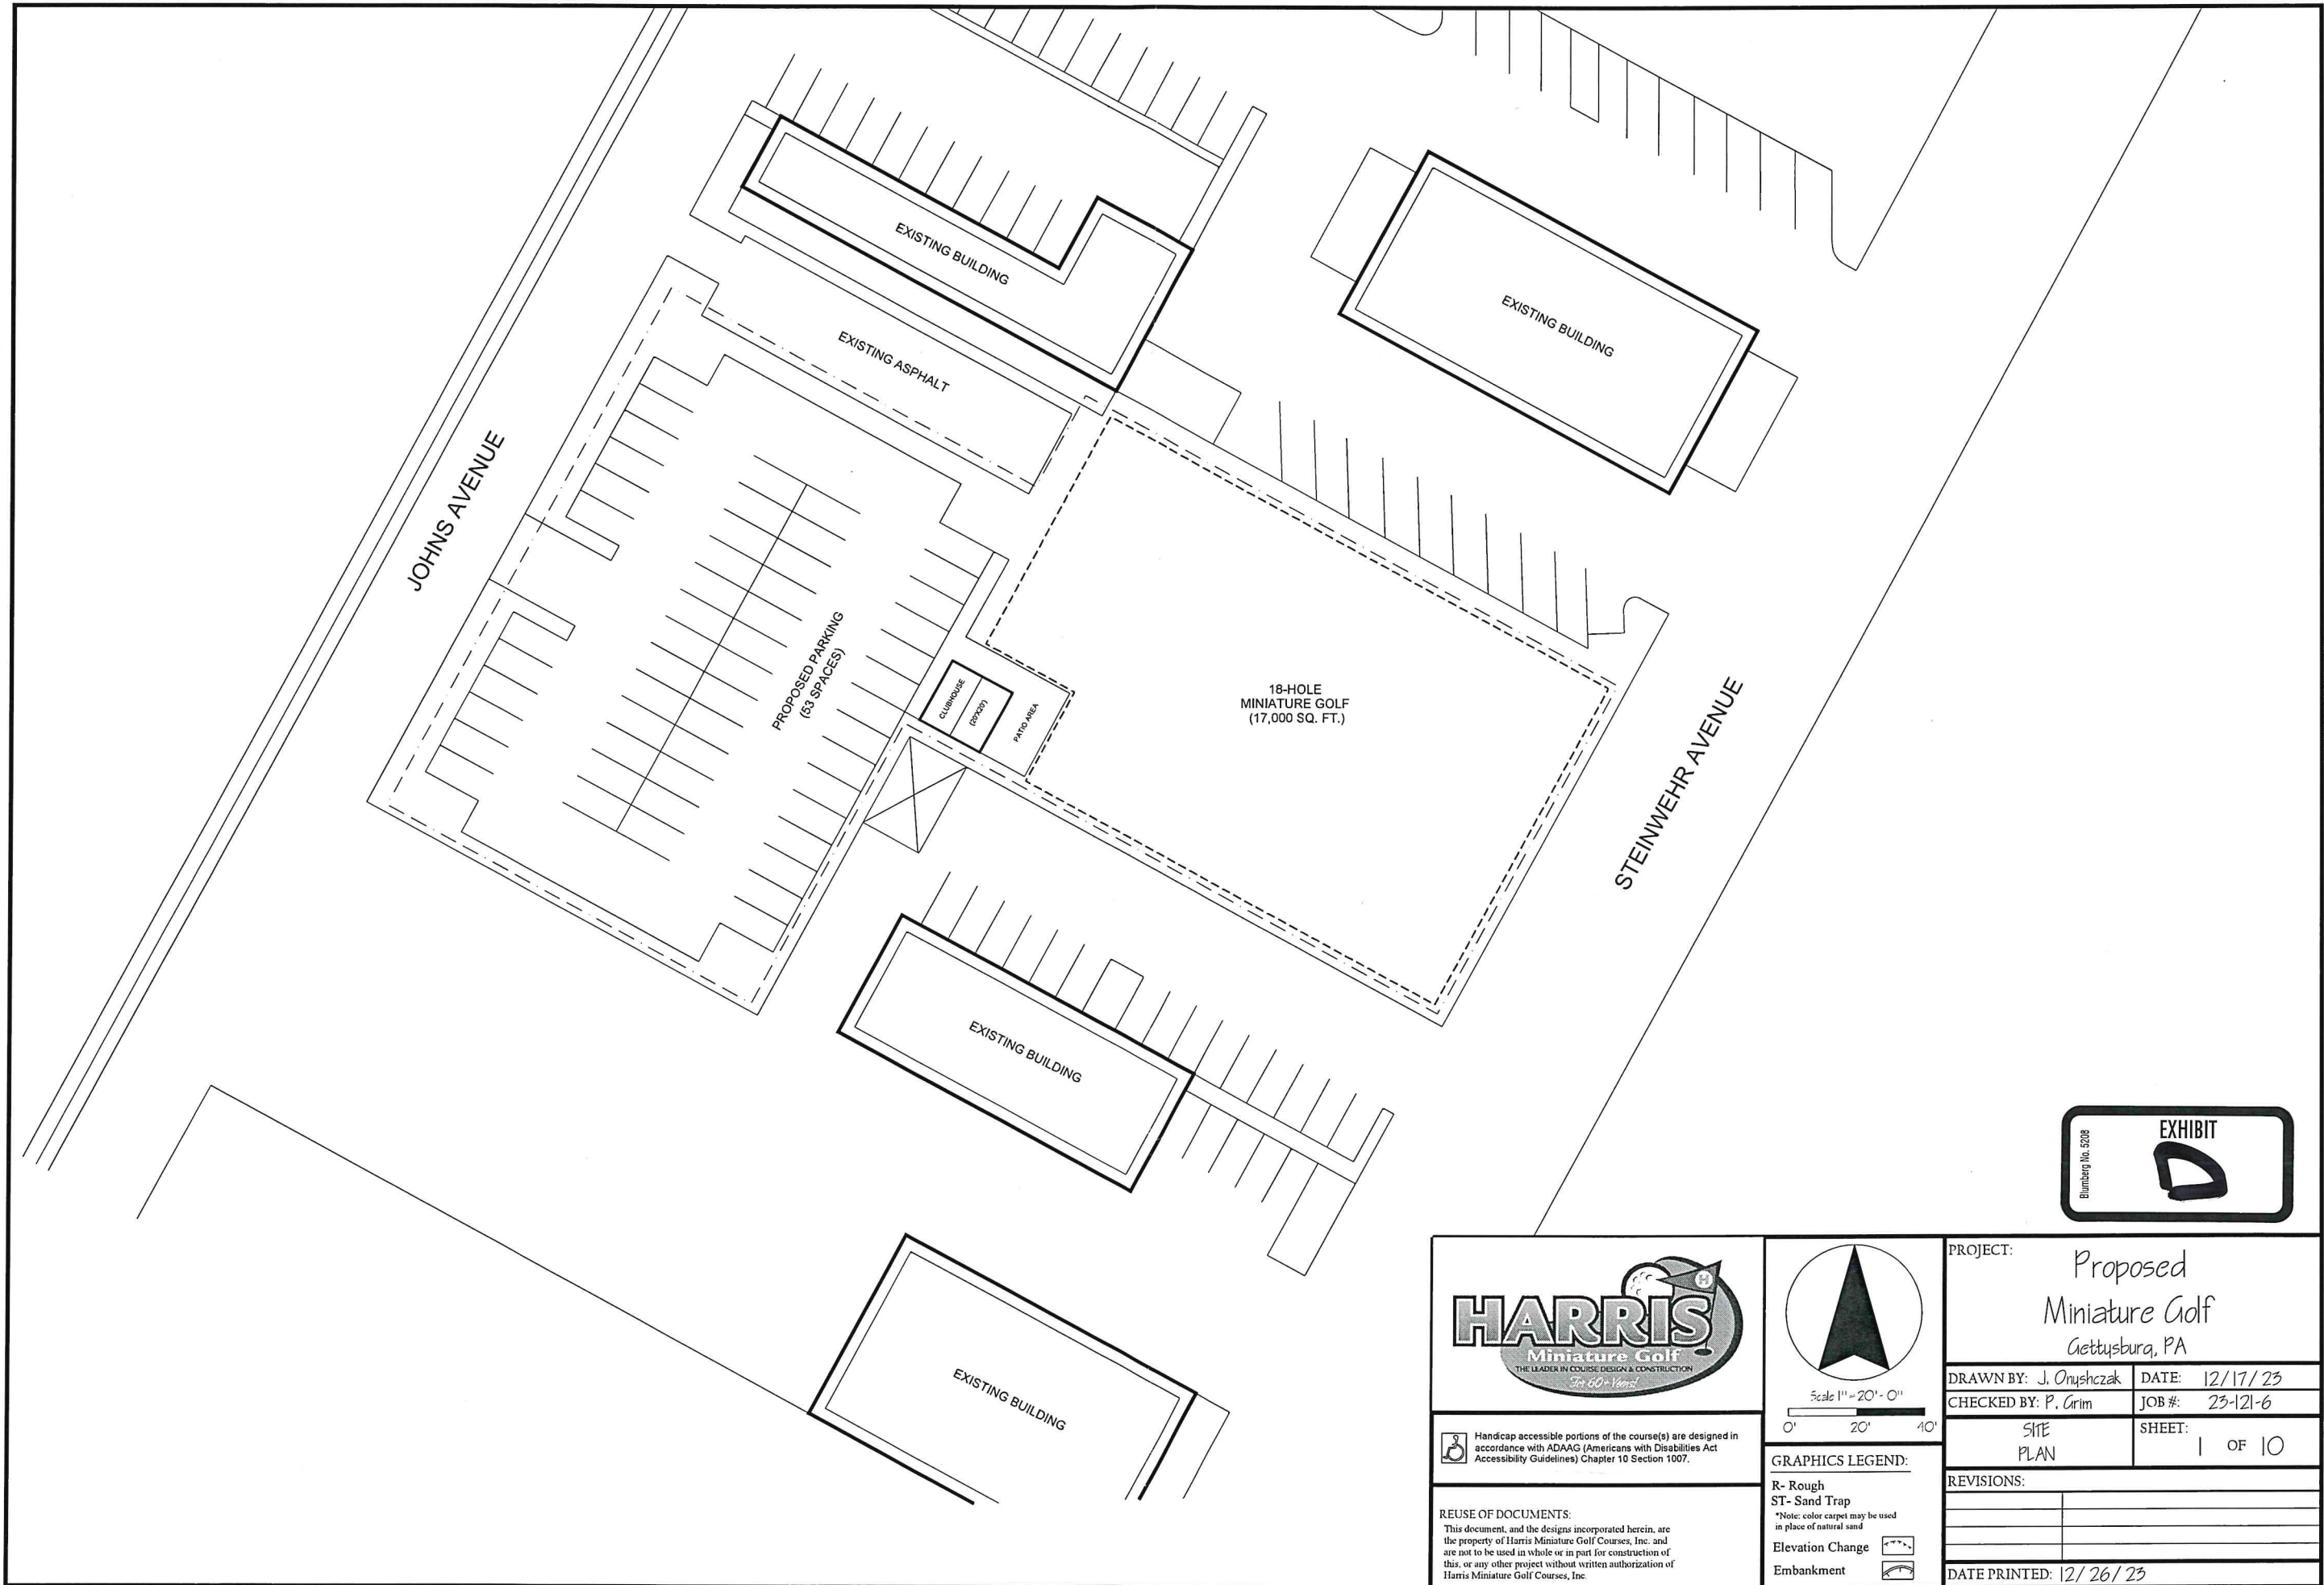 EXISTING BUILDING
EXISTING BUILDING
EXISTING ASPHALT
JOHNS AVENUE
PROPOSED PARKING
(53 SPACES)
CLUBHOUSE
(20'X20')
PATIO AREA
18-HOLE
MINIATURE GOLF
(17,000 SQ. FT.)
STEINWEHR AVENUE
EXISTING BUILDING
EXISTING BUILDING
Blumberg No. 5208
EXHIBIT
D
H
HARRIS
Miniature Golf
THE LEADER IN COURSE DESIGN & CONSTRUCTION
For 60+ Years!
Handicap accessible portions of the course(s) are designed in
accordance with ADAAG (Americans with Disabilities Act
Accessibility Guidelines) Chapter 10 Section 1007.
REUSE OF DOCUMENTS:
This document, and the designs incorporated herein, are
the property of Harris Miniature Golf Courses, Inc. and
are not to be used in whole or in part for construction of
this, or any other project without written authorization of
Harris Miniature Golf Courses, Inc.
Scale 1" = 20'- 0"
0' 20' 40'
GRAPHICS LEGEND:
R- Rough
ST- Sand Trap
*Note: color carpet may be used
in place of natural sand
Elevation Change
Embankment
PROJECT:
Proposed
Miniature Golf
Gettysburg, PA
DRAWN BY: J. Onyshczak DATE: 12/17/23
CHECKED BY: P. Grim JOB #: 23-121-6
SITE
PLAN
SHEET:
1 OF 10
REVISIONS:
DATE PRINTED: 12/26/23